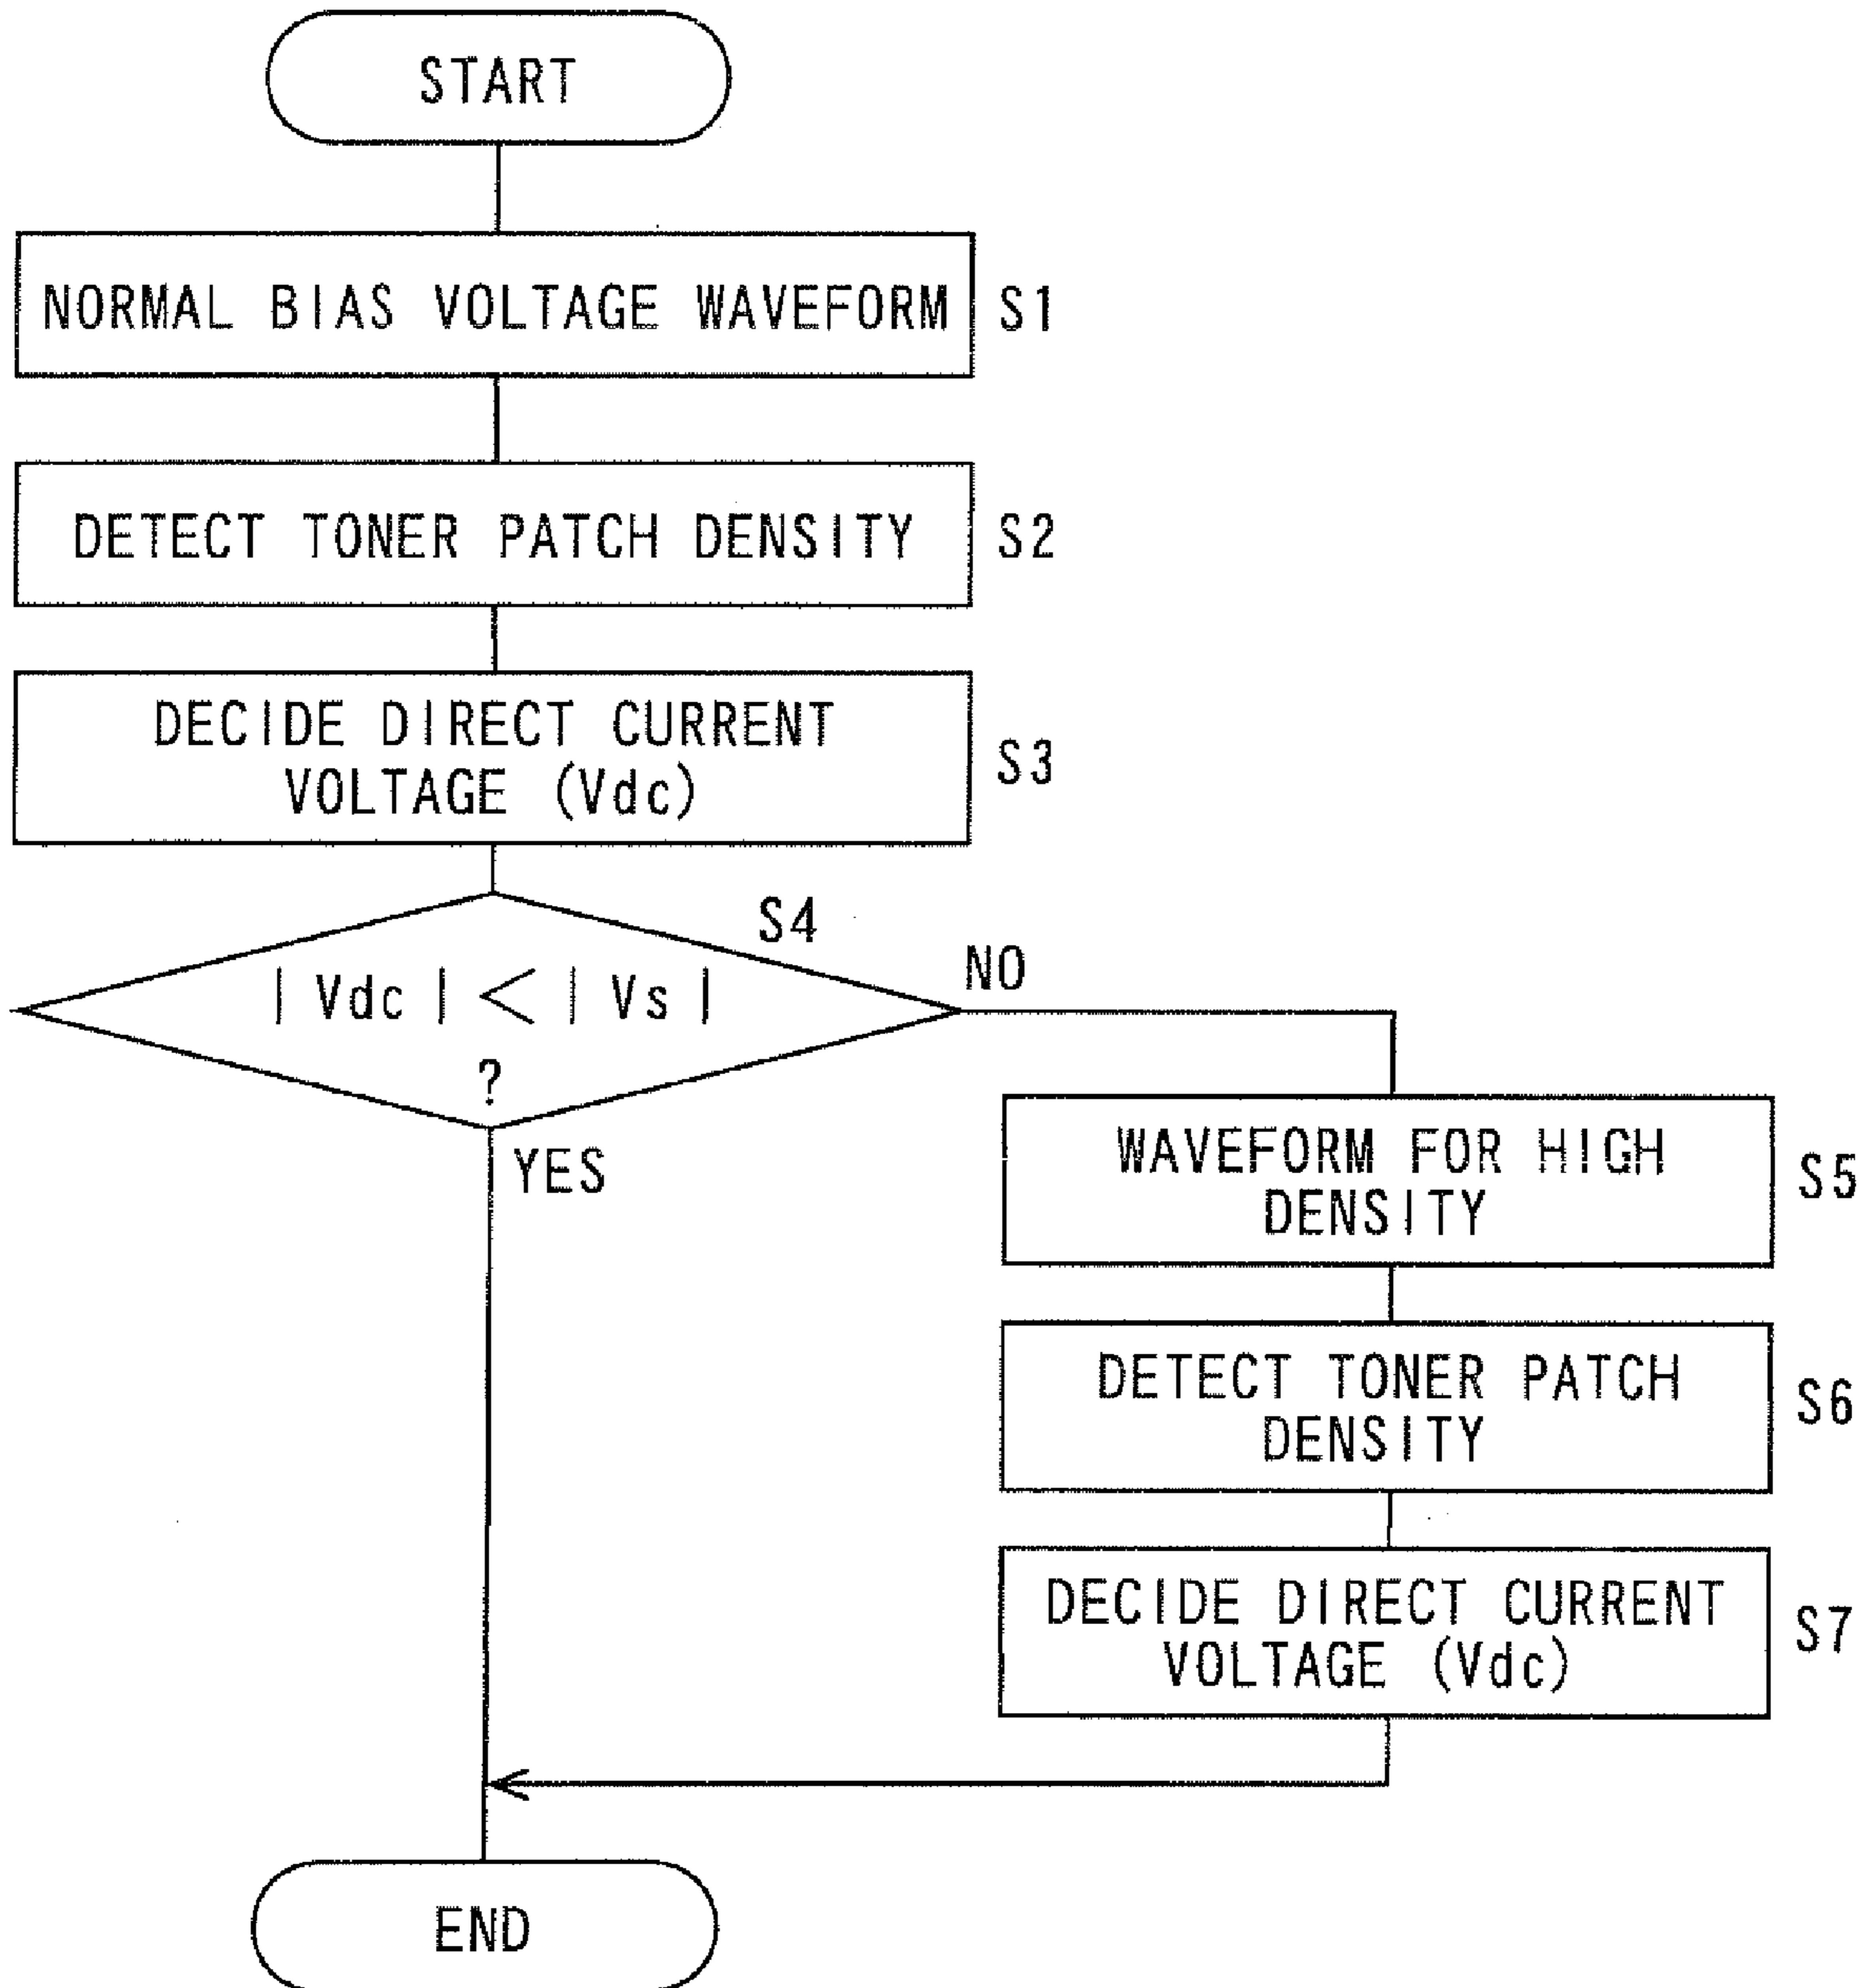 START
NORMAL BIAS VOLTAGE WAVEFORM
S1
DETECT TONER PATCH DENSITY
S2
DECIDE DIRECT CURRENT
VOLTAGE (Vdc)
S3
S4
| Vdc | < | Vs |
?
NO
YES
WAVEFORM FOR HIGH
DENSITY
S5
DETECT TONER PATCH
DENSITY
S6
DECIDE DIRECT CURRENT
VOLTAGE (Vdc)
S7
END